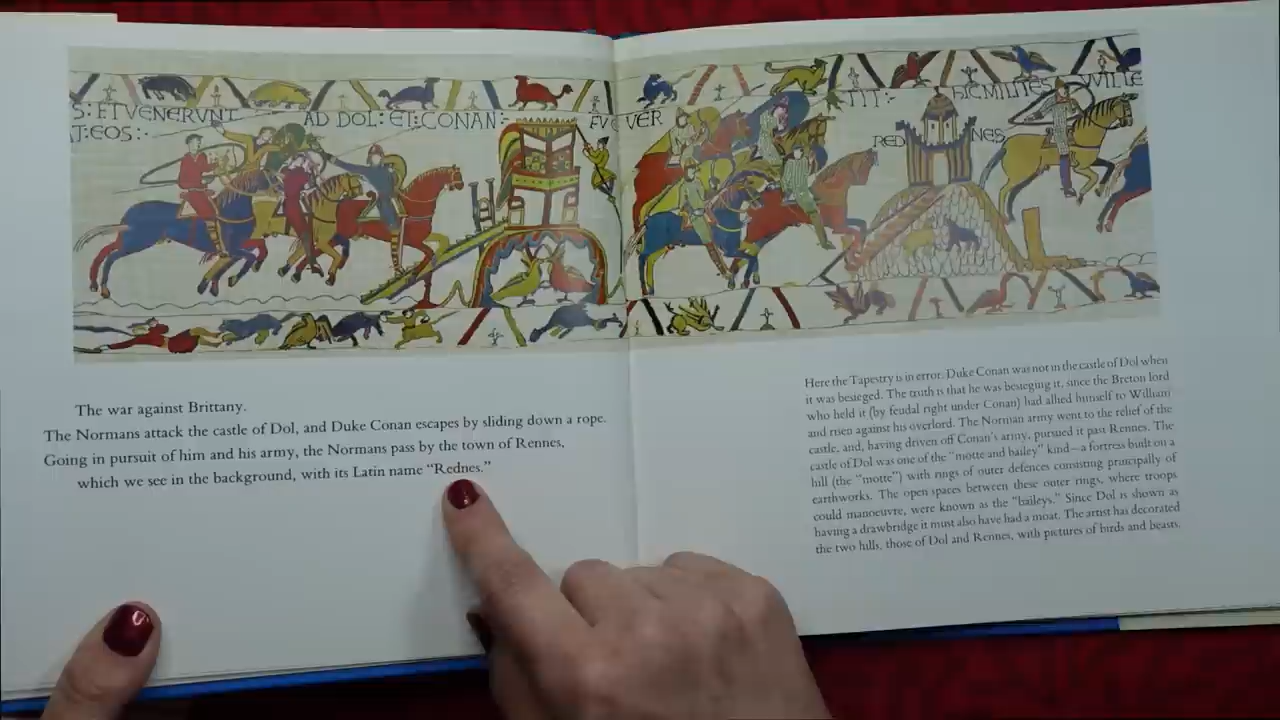 S: ET VENERVNT AD DOL: ET: CONAN:- FV
AT: EOS:-
VER TIT:- HIC MILITES WILLE
RED NES
The war against Brittany.
The Normans attack the castle of Dol, and Duke Conan escapes by sliding down a rope.
Going in pursuit of him and his army, the Normans pass by the town of Rennes,
which we see in the background, with its Latin name “Rednes.”
Here the Tapestry is in error. Duke Conan was not in the castle of Dol when
it was besieged. The truth is that he was besieging it, since the Breton lord
who held it (by feudal right under Conan) had allied himself to William
and risen against his overlord. The Norman army went to the relief of the
castle, and, having driven off Conan's army, pursued it past Rennes. The
castle of Dol was one of the “motte and bailey” kind—a fortress built on a
hill (the “motte”) with rings of outer defences consisting principally of
earthworks. The open spaces between these outer rings, where troops
could manoeuvre, were known as the “baileys.” Since Dol is shown as
having a drawbridge it must also have had a moat. The artist has decorated
the two hills, those of Dol and Rennes, with pictures of birds and beasts.